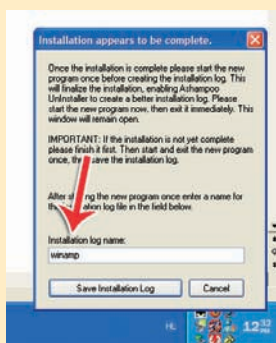 Installation appears to be complete.
Once the installation is complete please start the new
program once before creating the installation log. This
will finalize the installation, enabling Ashampoo
UnInstaller to create a better installation log. Please
start the new program now, then exit it immediately. This
window will remain open.
IMPORTANT: If the installation is not yet complete
please finish it first. Then start and exit the new program
once, then save the installation log.
After the new program once enter a name for
the log file in the field below.
Installation log name:
winamp
Save Installation Log
Cancel
12:33